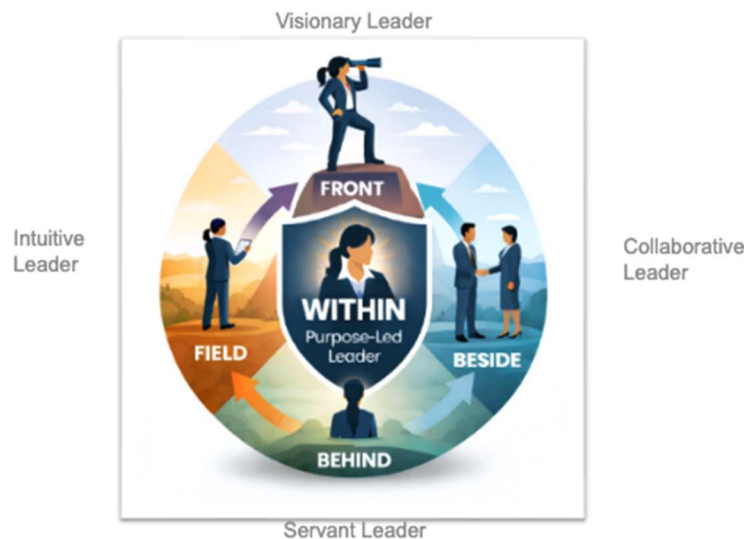 Visionary Leader
FRONT
Intuitive
Leader
Collaborative
Leader
WITHIN
Purpose-Led
Leader
FIELD
BESIDE
BEHIND
Servant Leader